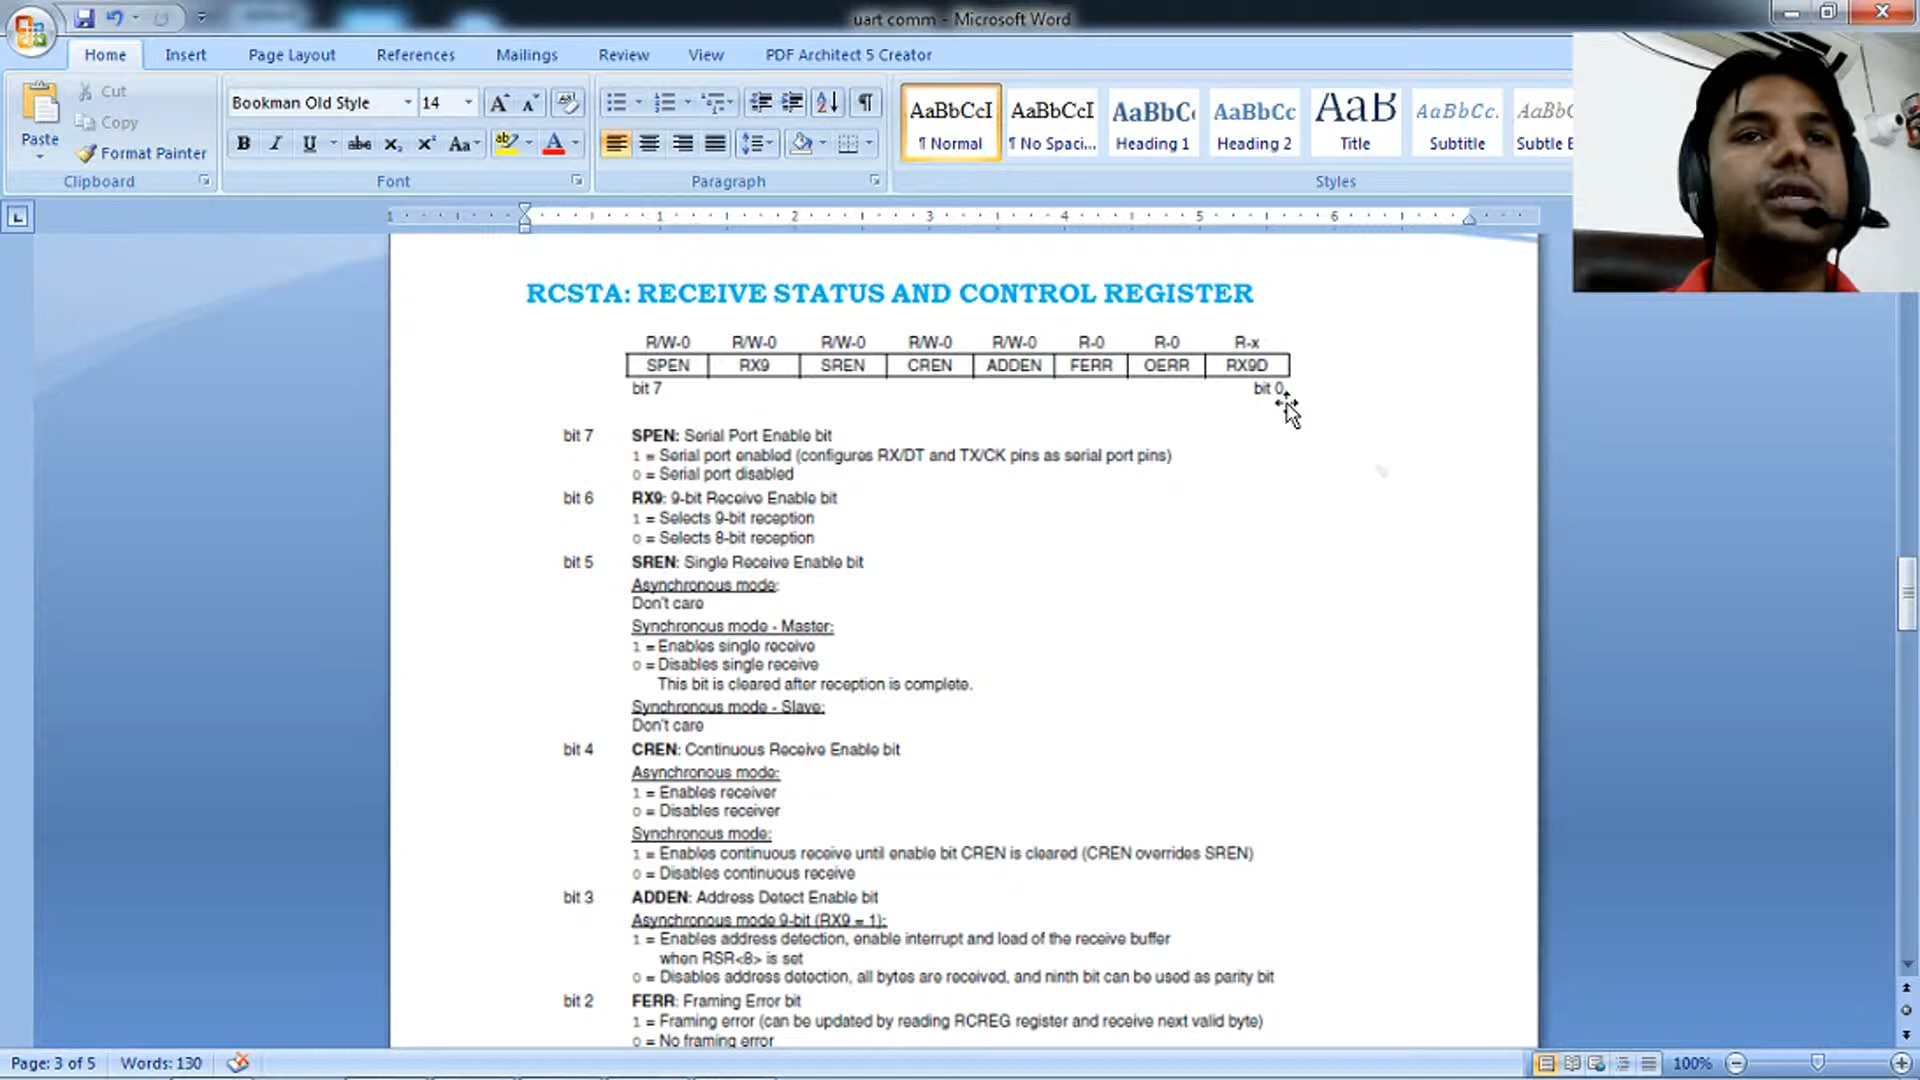 uart comm - Microsoft Word
Home Insert Page Layout References Mailings Review View PDF Architect 5 Creator
Paste
Cut
Copy
Format Painter
Clipboard
Bookman Old Style 14
Font
Paragraph
AaBbCcI AaBbCcI AaBbC AaBbCc AaB AaBbCc. AaBbC
¶ Normal ¶ No Spaci... Heading 1 Heading 2 Title Subtitle Subtle E
Styles
1 1 2 3 4 5 6
RCSTA: RECEIVE STATUS AND CONTROL REGISTER
R/W-0 R/W-0 R/W-0 R/W-0 R/W-0 R-0 R-0 R-x
SPEN RX9 SREN CREN ADDEN FERR OERR RX9D
bit 7 bit 0
bit 7 SPEN: Serial Port Enable bit
1 = Serial port enabled (configures RX/DT and TX/CK pins as serial port pins)
0 = Serial port disabled
bit 6 RX9: 9-bit Receive Enable bit
1 = Selects 9-bit reception
0 = Selects 8-bit reception
bit 5 SREN: Single Receive Enable bit
Asynchronous mode:
Don't care
Synchronous mode - Master:
1 = Enables single receive
0 = Disables single receive
This bit is cleared after reception is complete.
Synchronous mode - Slave:
Don't care
bit 4 CREN: Continuous Receive Enable bit
Asynchronous mode:
1 = Enables receiver
0 = Disables receiver
Synchronous mode:
1 = Enables continuous receive until enable bit CREN is cleared (CREN overrides SREN)
0 = Disables continuous receive
bit 3 ADDEN: Address Detect Enable bit
Asynchronous mode 9-bit (RX9 = 1):
1 = Enables address detection, enable interrupt and load of the receive buffer
when RSR<8> is set
0 = Disables address detection, all bytes are received, and ninth bit can be used as parity bit
bit 2 FERR: Framing Error bit
1 = Framing error (can be updated by reading RCREG register and receive next valid byte)
0 = No framing error
Page: 3 of 5 Words: 130 100%